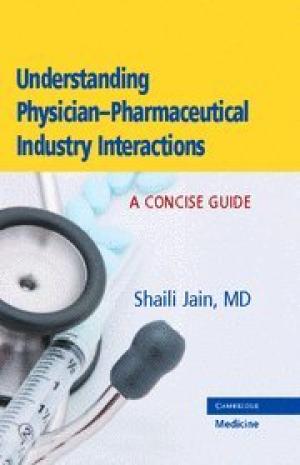 Understanding
Physician–Pharmaceutical
Industry Interactions
A CONCISE GUIDE
Shaili Jain, MD
CAMBRIDGE
Medicine